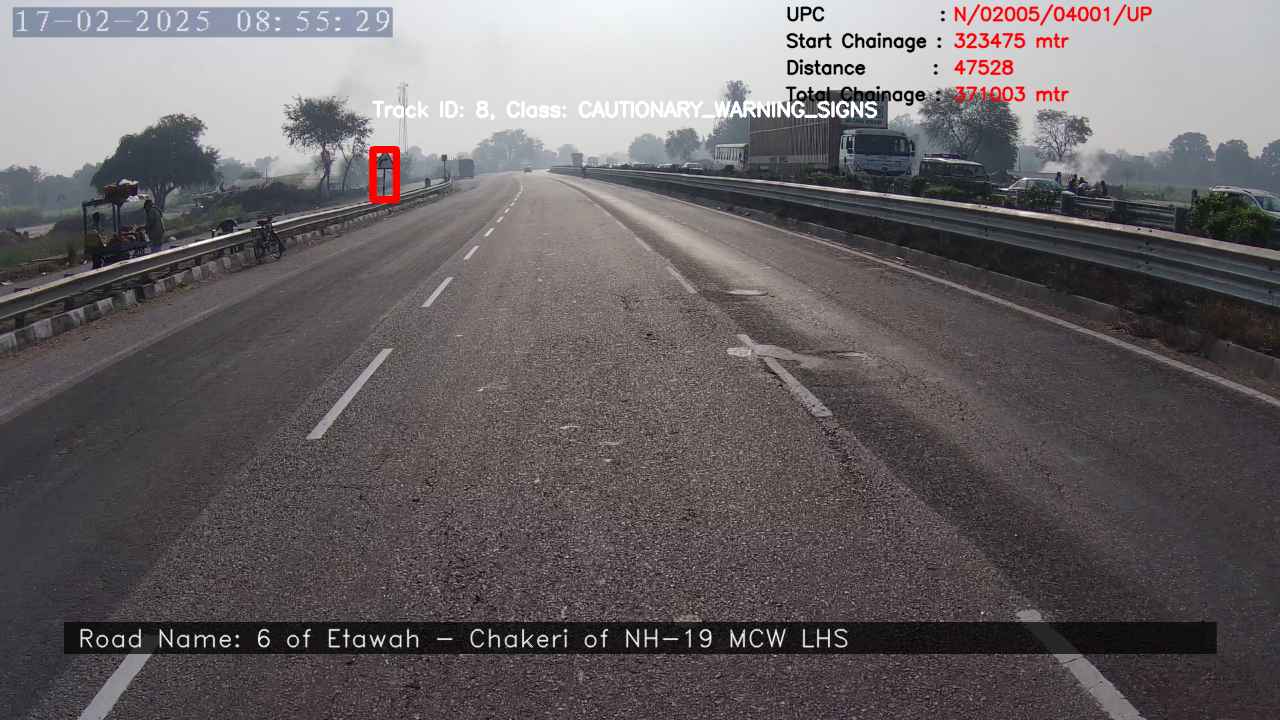 17-02-2025 08:55:29
UPC : N/02005/04001/UP
Start Chainage : 323475 mtr
Distance : 47528
Total Chainage : 371003 mtr
Track ID: 8, Class: CAUTIONARY_WARNING_SIGNS
Road Name: 6 of Etawah - Chakeri of NH-19 MCW LHS